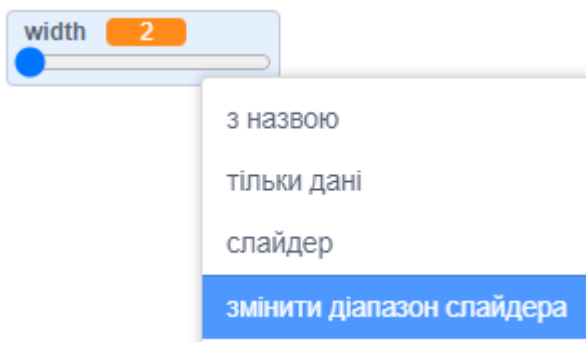 width 2
з назвою
тільки дані
слайдер
змінити діапазон слайдера